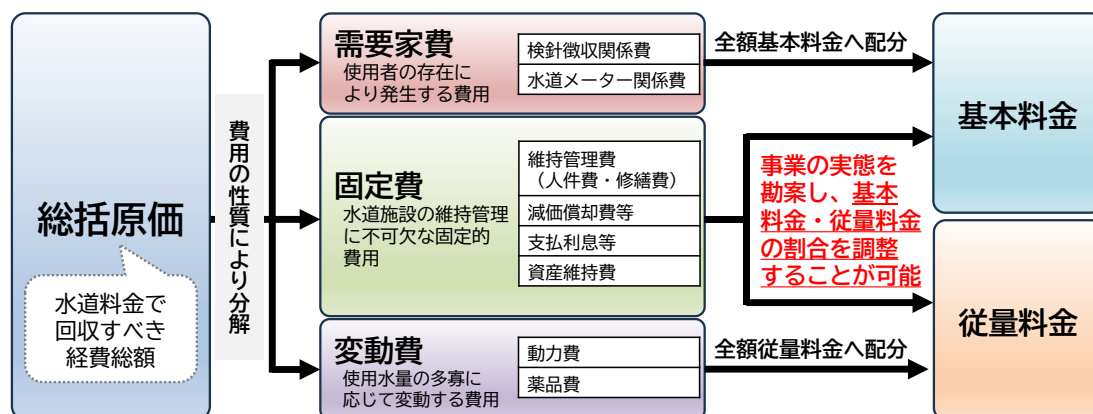 総括原価
水道料金で
回収すべき
経費総額
費用の性質により分解
需要家費
使用者の存在に
より発生する費用
検針徴収関係費
水道メーター関係費
固定費
水道施設の維持管理
に不可欠な固定的
費用
維持管理費
（人件費・修繕費）
減価償却費等
支払利息等
資産維持費
変動費
使用水量の多寡に
応じて変動する費用
動力費
薬品費
全額基本料金へ配分
事業の実態を
勘案し、基本
料金・従量料金
の割合を調整
することが可能
全額従量料金へ配分
基本料金
従量料金